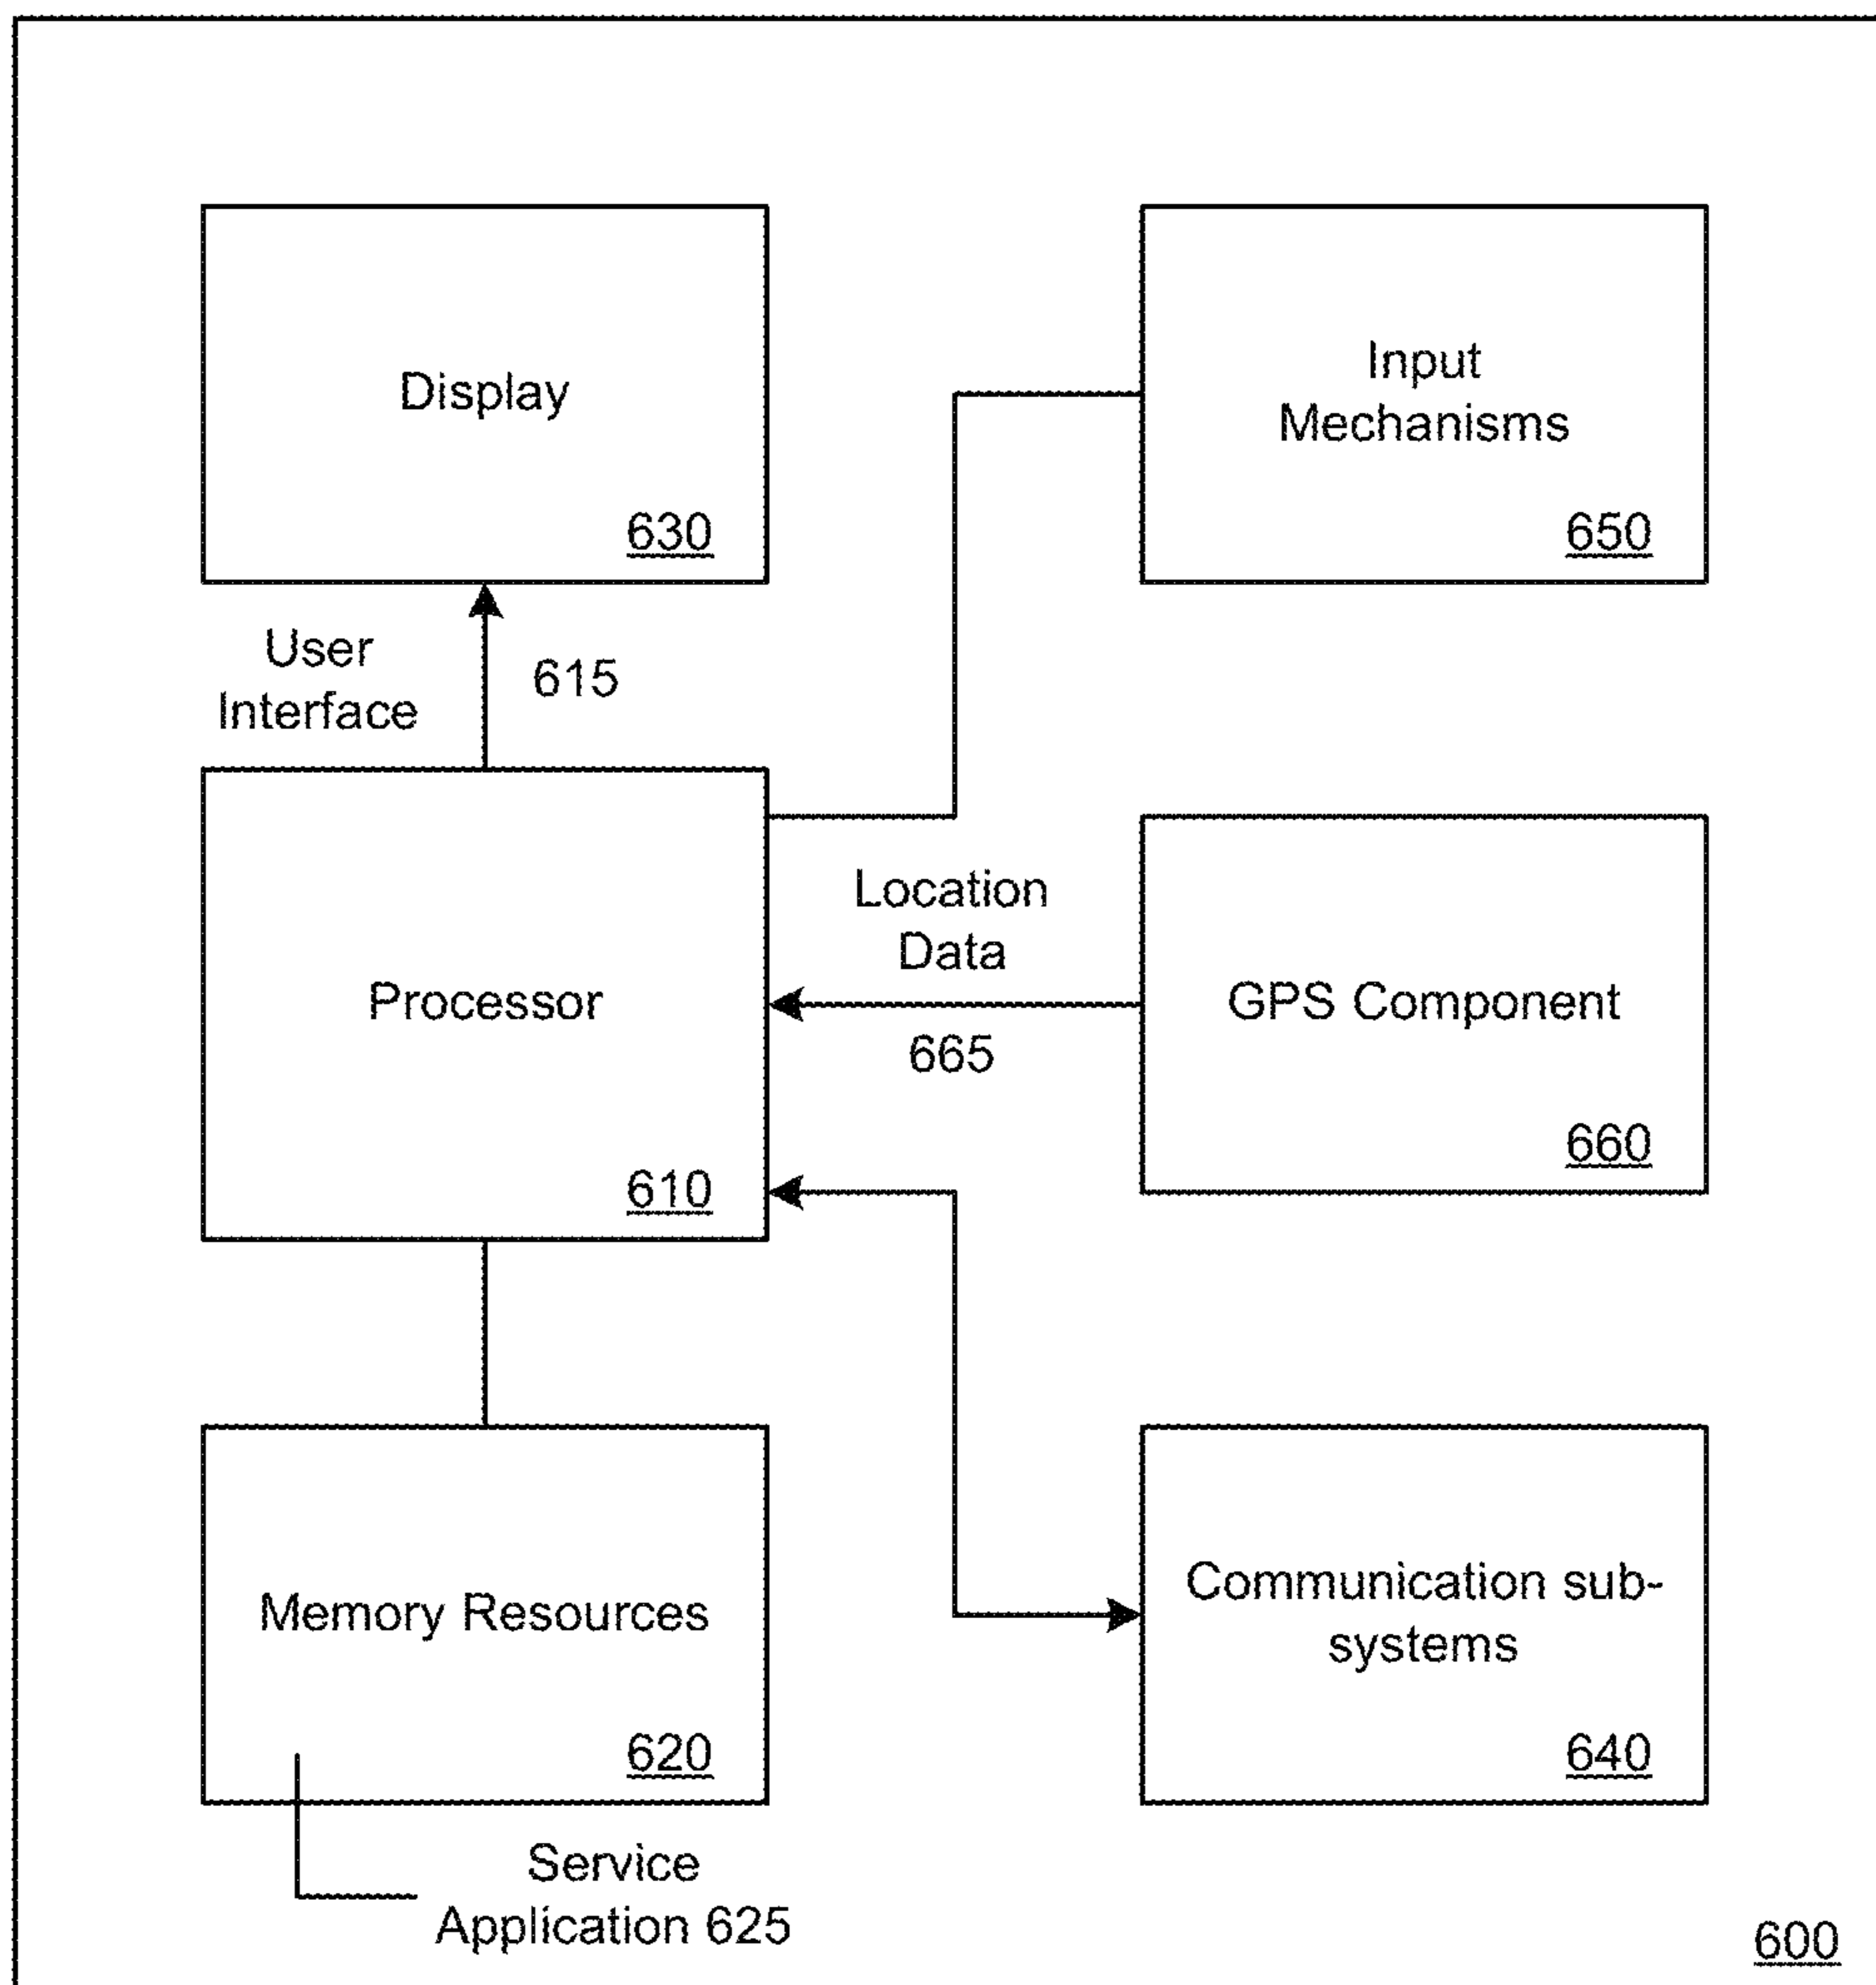 Display
630
Input
Mechanisms
650
User
Interface
615
Processor
610
Location
Data
665
GPS Component
660
Memory Resources
620
Communication sub-
systems
640
Service
Application 625
600